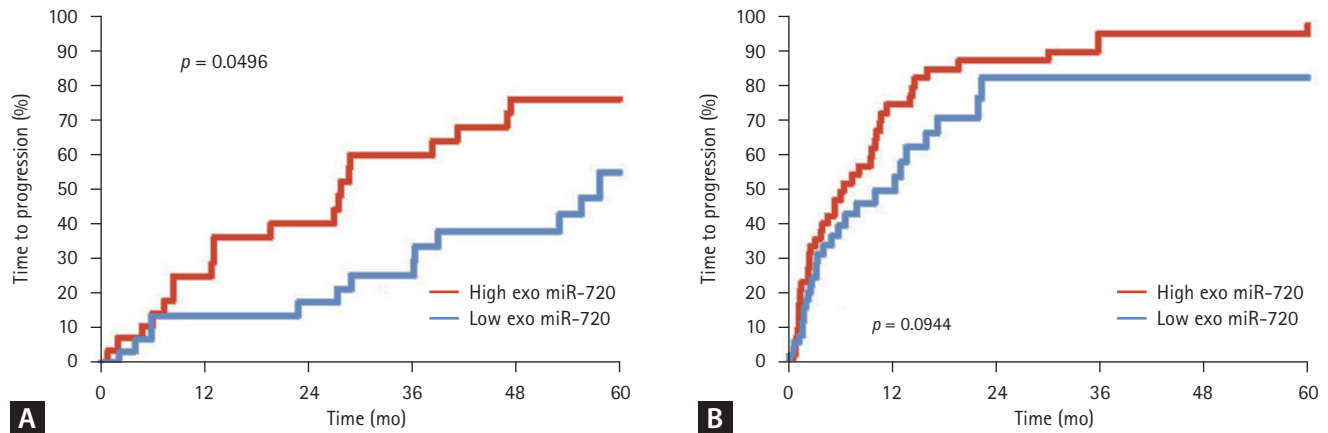 100
90
80
70
60
50
40
30
20
10
0
Time to progression (%)
p = 0.0496
High exo miR-720
Low exo miR-720
0 12 24 36 48 60
Time (mo)
A
100
90
80
70
60
50
40
30
20
10
0
Time to progression (%)
High exo miR-720
Low exo miR-720
p = 0.0944
0 12 24 36 48 60
Time (mo)
B